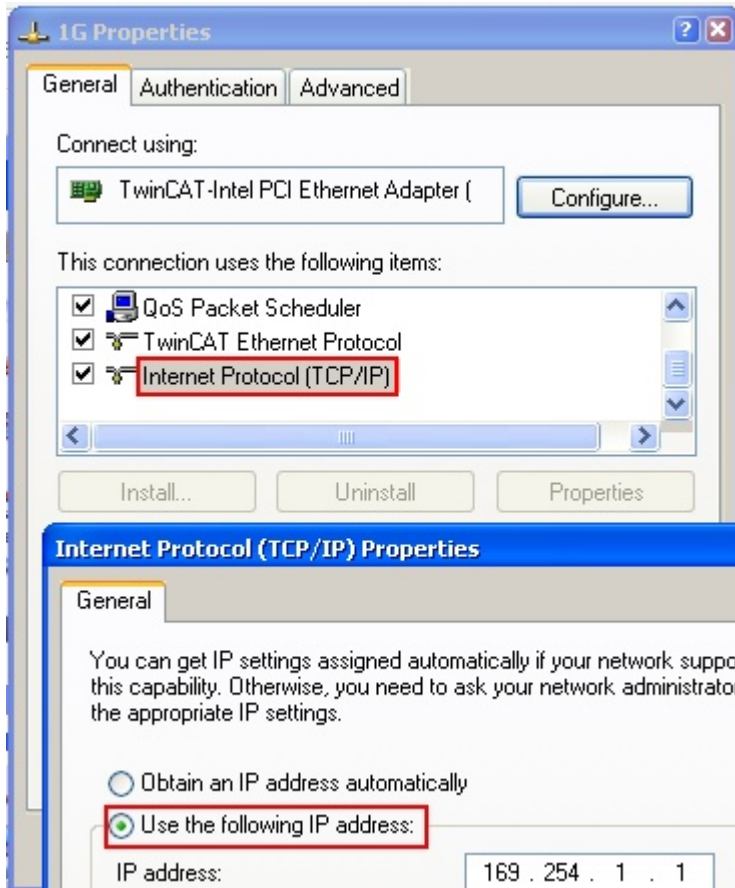 1G Properties
General Authentication Advanced
Connect using:
TwinCAT-Intel PCI Ethernet Adapter (
Configure...
This connection uses the following items:
QoS Packet Scheduler
TwinCAT Ethernet Protocol
Internet Protocol (TCP/IP)
Install... Uninstall Properties
Internet Protocol (TCP/IP) Properties
General
You can get IP settings assigned automatically if your network suppo
this capability. Otherwise, you need to ask your network administrato
the appropriate IP settings.
Obtain an IP address automatically
Use the following IP address:
IP address: 169 . 254 . 1 . 1